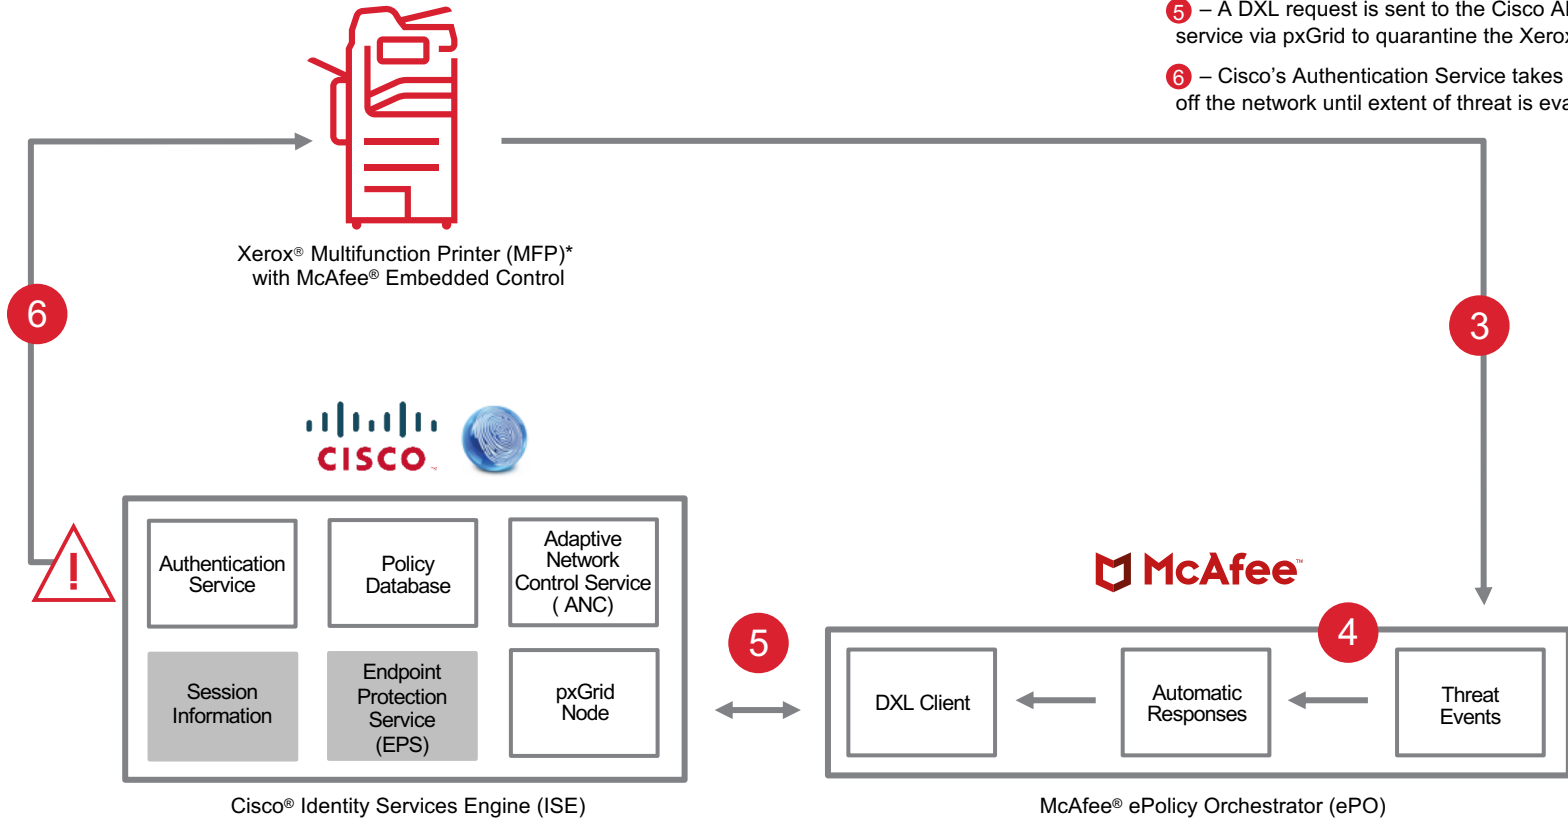 5 – A DXL request is sent to the Cisco
service via pxGrid to quarantine the
6 – Cisco's Authentication Service takes
off the network until extent of threat is
Xerox® Multifunction Printer (MFP)*
with McAfee® Embedded Control
6
3
CISCO
McAfee™
Authentication
Service
Policy
Database
Adaptive
Network
Control Service
( ANC)
5
4
Session
Information
Endpoint
Protection
Service
(EPS)
pxGrid
Node
DXL Client
Automatic
Responses
Threat
Events
Cisco® Identity Services Engine (ISE)
McAfee® ePolicy Orchestrator (ePO)